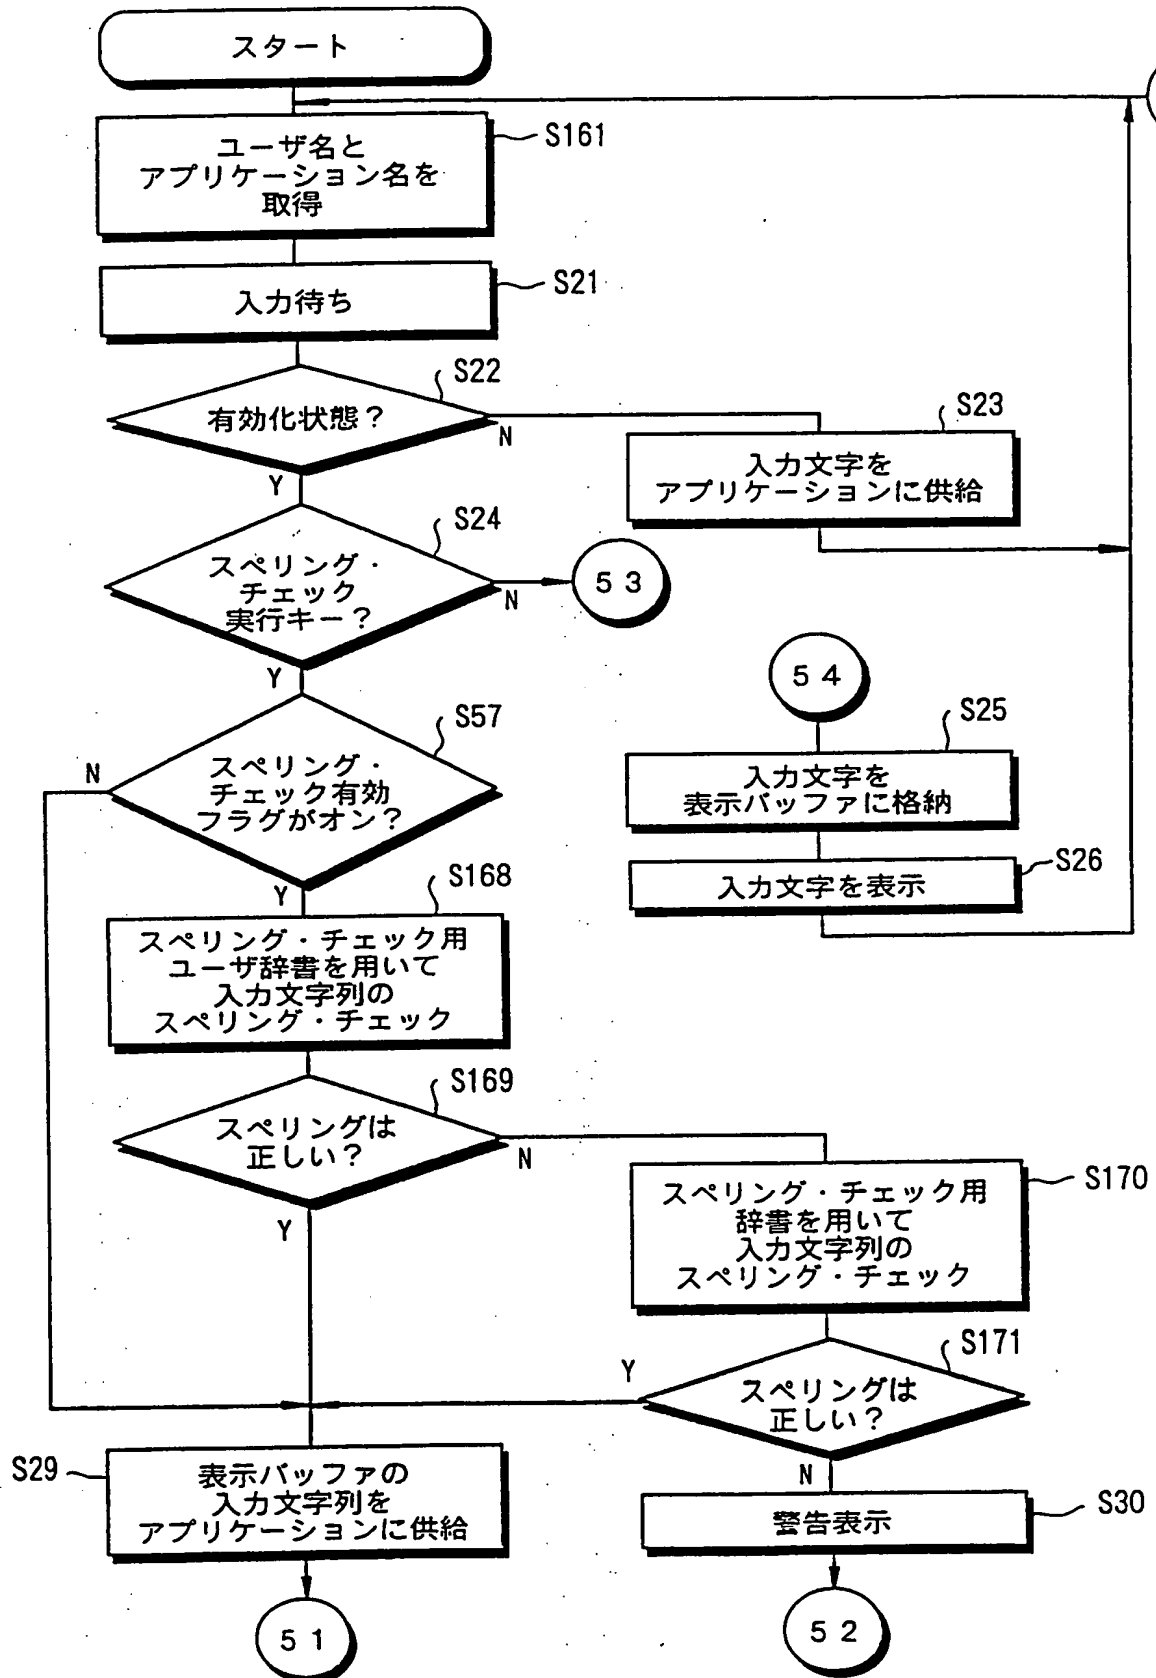 スタート
S161
ユーザ名と
アプリケーション名を
取得
S21
入力待ち
S22
有効化状態?
N
Y
S23
入力文字を
アプリケーションに供給
S24
スペリング・
チェック
実行キー?
N
53
Y
54
S57
スペリング・
チェック有効
フラグがオン?
N
Y
S25
入力文字を
表示バッファに格納
S26
入力文字を表示
S168
スペリング・チェック用
ユーザ辞書を用いて
入力文字列の
スペリング・チェック
S169
スペリングは
正しい?
N
Y
S170
スペリング・チェック用
辞書を用いて
入力文字列の
スペリング・チェック
S171
スペリングは
正しい?
Y
N
S29
表示バッファの
入力文字列を
アプリケーションに供給
S30
警告表示
51
52